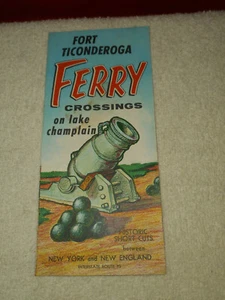 FORT
TICONDEROGA
FERRY
CROSSINGS
on lake
champlain
HISTORIC
SHORT CUTS
between
NEW YORK and NEW ENGLAND